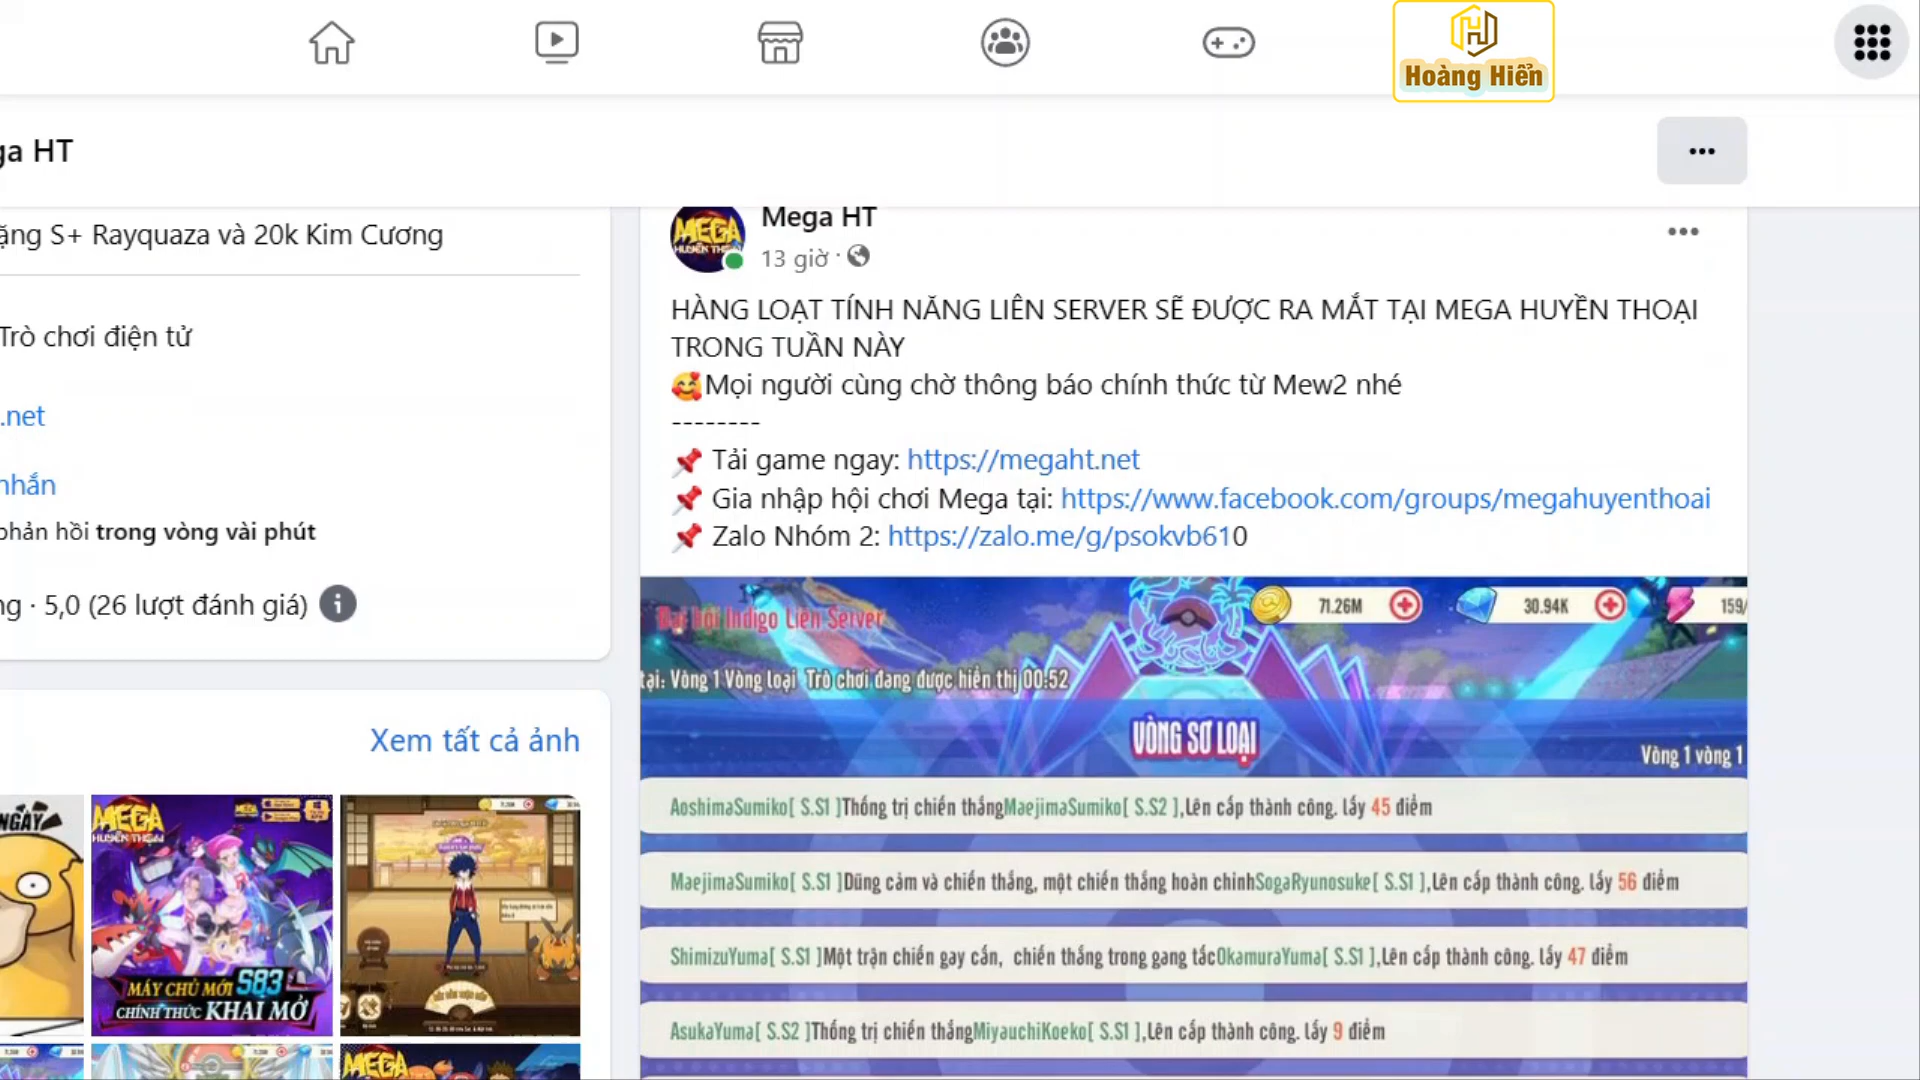 Hoàng Hiển
ga HT
ặng S+ Rayquaza và 20k Kim Cương
Trò chơi điện tử
.net
nhắn
phản hồi trong vòng vài phút
ng · 5,0 (26 lượt đánh giá)
Xem tất cả ảnh
NGAY
MEGA
HUYỀN THOẠI
MÁY CHỦ MỚI S83
CHÍNH THỨC KHAI MỞ
MEGA
MEGA
HUYỀN THOẠI
Mega HT
13 giờ ·
HÀNG LOẠT TÍNH NĂNG LIÊN SERVER SẼ ĐƯỢC RA MẮT TẠI MEGA HUYỀN THOẠI
TRONG TUẦN NÀY
🥰Mọi người cùng chờ thông báo chính thức từ Mew2 nhé
--------
📌 Tải game ngay: https://megaht.net
📌 Gia nhập hội chơi Mega tại: https://www.facebook.com/groups/megahuyenthoai
📌 Zalo Nhóm 2: https://zalo.me/g/psokvb610
Đại hội Indigo Liên Server
71.26M
30.94K
159/
tại: Vòng 1 Vòng loại Trò chơi đang được hiển thị 00:52
VÒNG SƠ LOẠI
Vòng 1 vòng 1
AoshimaSumiko[ S.S1 ]Thống trị chiến thắngMaejimaSumiko[ S.S2 ],Lên cấp thành công. lấy 45 điểm
MaejimaSumiko[ S.S1 ]Dũng cảm và chiến thắng, một chiến thắng hoàn chỉnhSogaRyunosuke[ S.S1 ],Lên cấp thành công. lấy 56 điểm
ShimizuYuma[ S.S1 ]Một trận chiến gay cấn, chiến thắng trong gang tấcOkamuraYuma[ S.S1 ],Lên cấp thành công. lấy 47 điểm
AsukaYuma[ S.S2 ]Thống trị chiến thắngMiyauchiKoeko[ S.S1 ],Lên cấp thành công. lấy 9 điểm